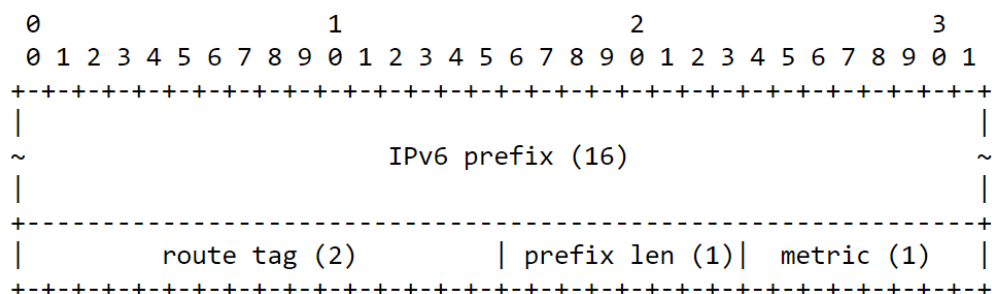 0 1 2 3
0 1 2 3 4 5 6 7 8 9 0 1 2 3 4 5 6 7 8 9 0 1 2 3 4 5 6 7 8 9 0 1
+-+-+-+-+-+-+-+-+-+-+-+-+-+-+-+-+-+-+-+-+-+-+-+-+-+-+-+-+-+-+-+-+
| |
~ IPv6 prefix (16) ~
| |
+---------------------------------------------------------------+
| route tag (2) | prefix len (1)| metric (1) |
+-+-+-+-+-+-+-+-+-+-+-+-+-+-+-+-+-+-+-+-+-+-+-+-+-+-+-+-+-+-+-+-+